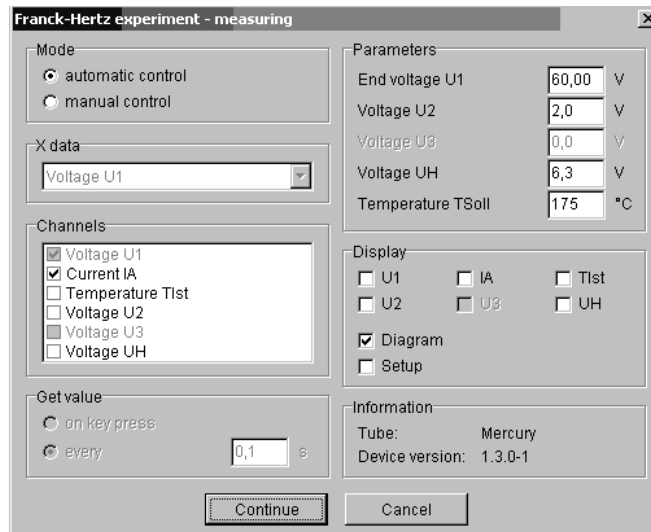 Franck-Hertz experiment - measuring
Mode
automatic control
manual control
X data
Voltage U1
Channels
Voltage U1
Current IA
Temperature TIst
Voltage U2
Voltage U3
Voltage UH
Get value
on key press
every 0,1 s
Parameters
End voltage U1 60,00 V
Voltage U2 2,0 V
Voltage U3 0,0 V
Voltage UH 6,3 V
Temperature TSoll 175 °C
Display
U1 IA TIst
U2 U3 UH
Diagram
Setup
Information
Tube: Mercury
Device version: 1.3.0-1
Continue Cancel